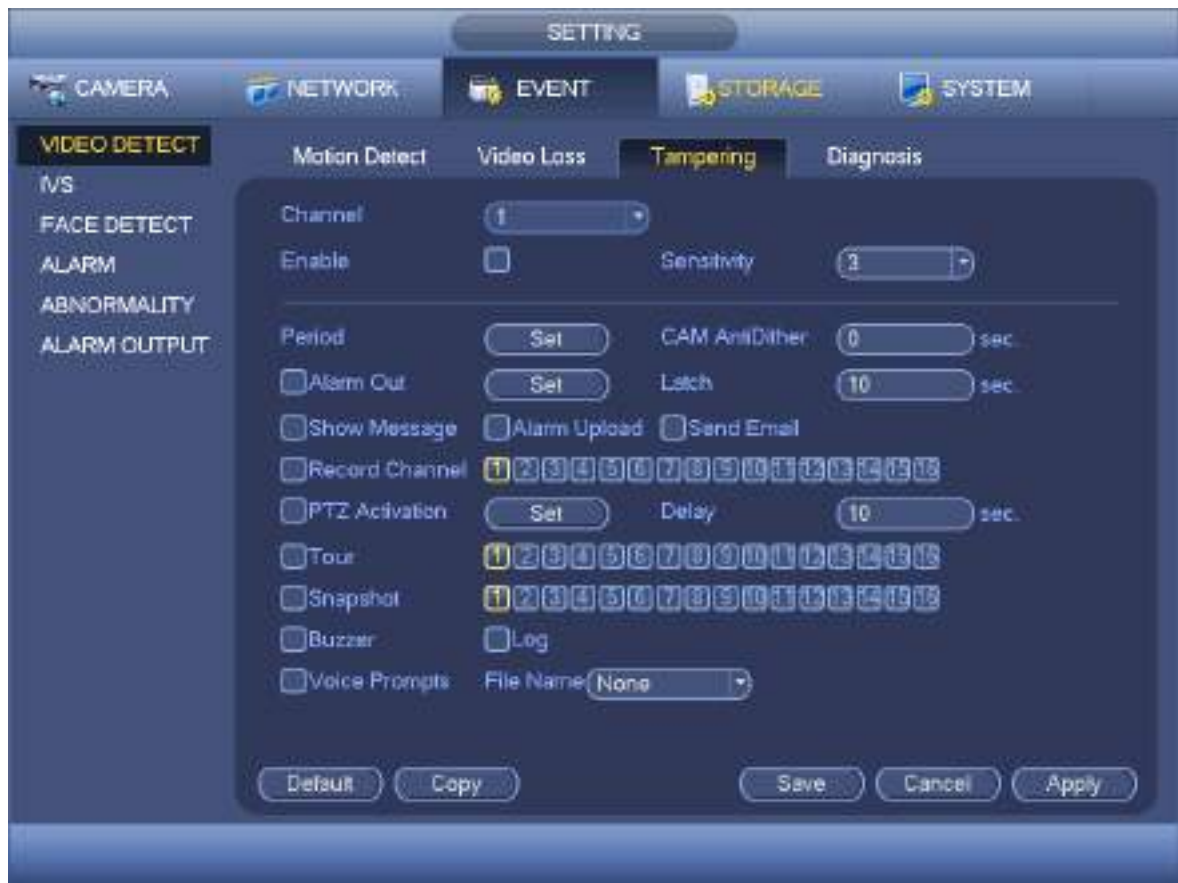 SETTING
CAMERA NETWORK EVENT STORAGE SYSTEM
VIDEO DETECT
IVS
FACE DETECT
ALARM
ABNORMALITY
ALARM OUTPUT
Motion Detect Video Loss Tampering Diagnosis
Channel 1
Enable Sensitivity 3
Period Set CAM AntiDither 0 sec.
Alarm Out Set Latch 10 sec.
Show Message Alarm Upload Send Email
Record Channel 1 2 3 4 5 6 7 8 9 10 11 12 13 14 15 16
PTZ Activation Set Delay 10 sec.
Tour 1 2 3 4 5 6 7 8 9 10 11 12 13 14 15 16
Snapshot 1 2 3 4 5 6 7 8 9 10 11 12 13 14 15 16
Buzzer Log
Voice Prompts File Name None
Default Copy Save Cancel Apply